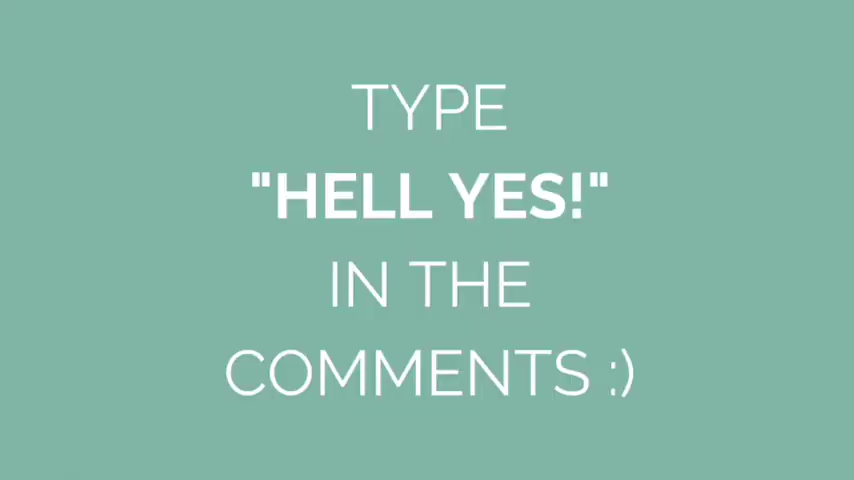 TYPE
"HELL YES!"
IN THE
COMMENTS :)